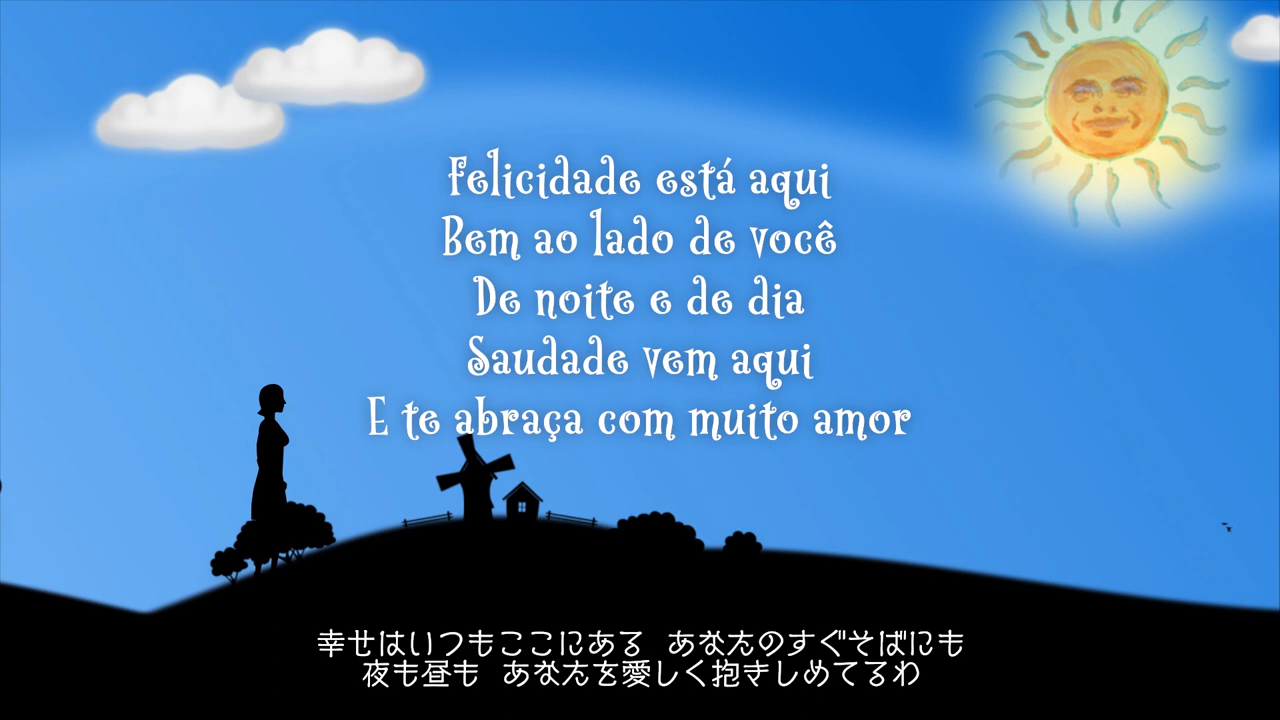 Felicidade está aqui
Bem ao lado de você
De noite e de dia
Saudade vem aqui
E te abraça com muito amor
幸せはいつもここにある あなたのすぐそばにも
夜も昼も あなたを愛しく抱きしめてるわ